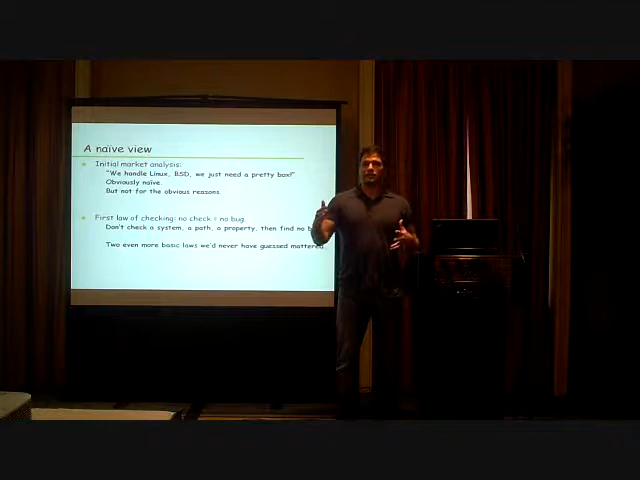 A naïve view
Initial market analysis:
"We handle Linux, BSD, we just need a pretty box!"
Obviously naïve.
But not for the obvious reasons.
First law of checking: no check = no bug.
Don't check a system, a path, a property, then find no
Two even more basic laws we'd never have guessed mattered.